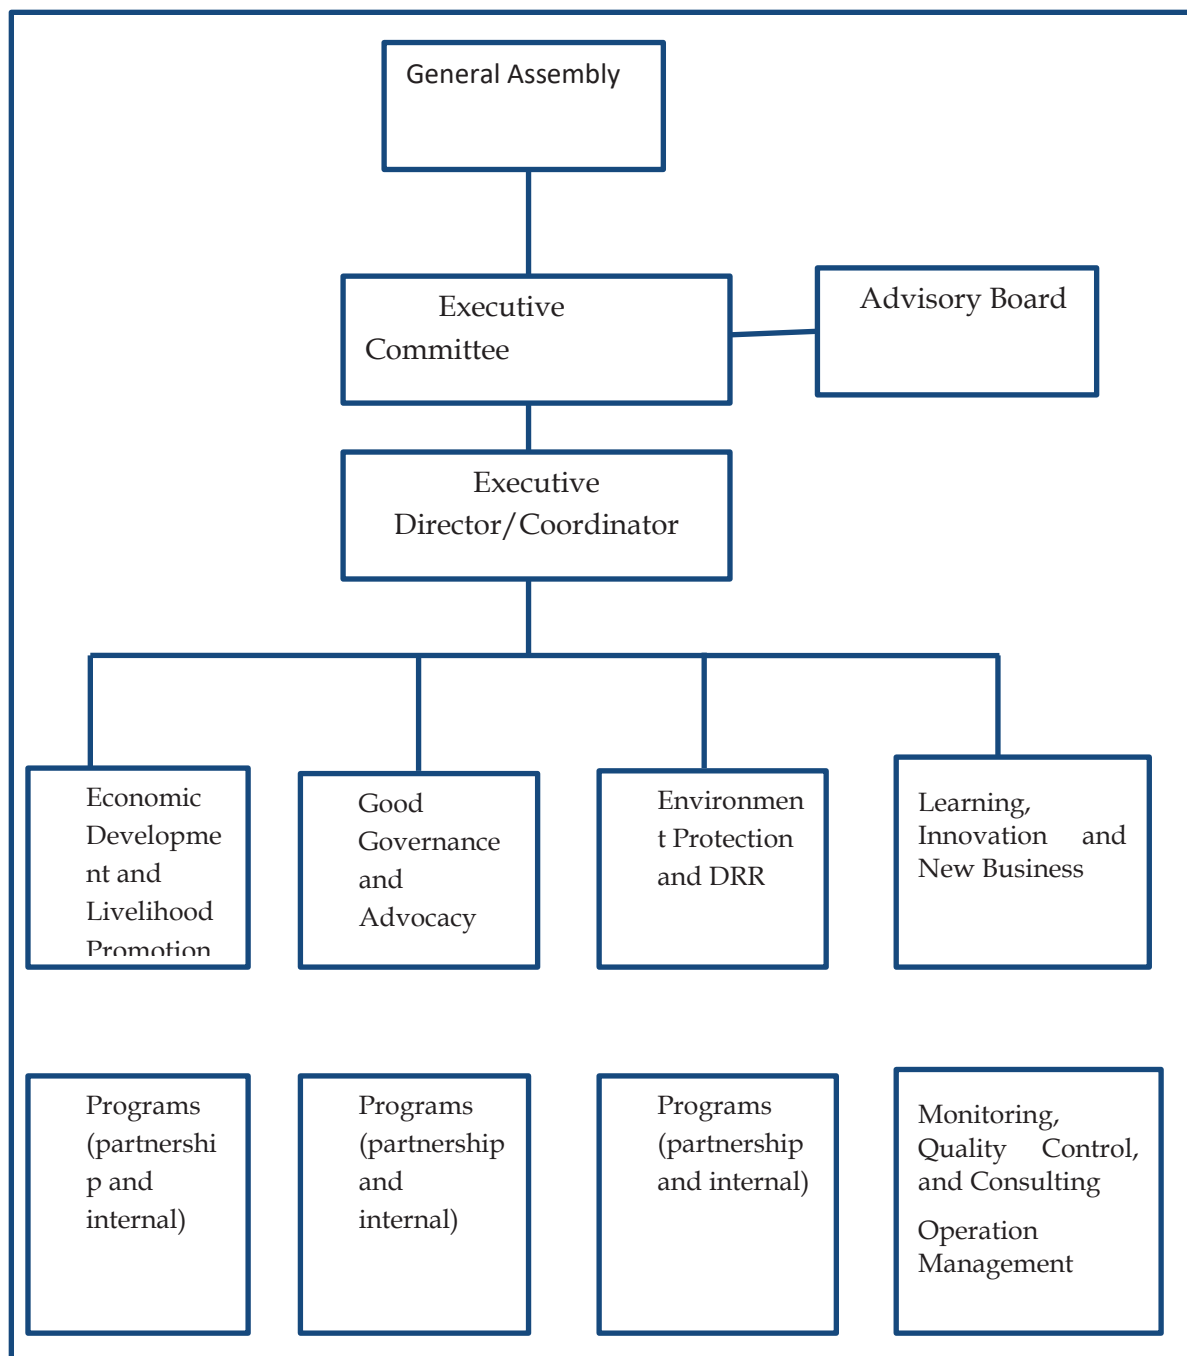 General Assembly
Executive
Committee
Advisory Board
Executive
Director/Coordinator
Economic
Developme
nt and
Livelihood
Promotion
Good
Governance
and
Advocacy
Environmen
t Protection
and DRR
Learning,
Innovation and
New Business
Programs
(partnershi
p and
internal)
Programs
(partnership
and
internal)
Programs
(partnership
and internal)
Monitoring,
Quality Control,
and Consulting
Operation
Management